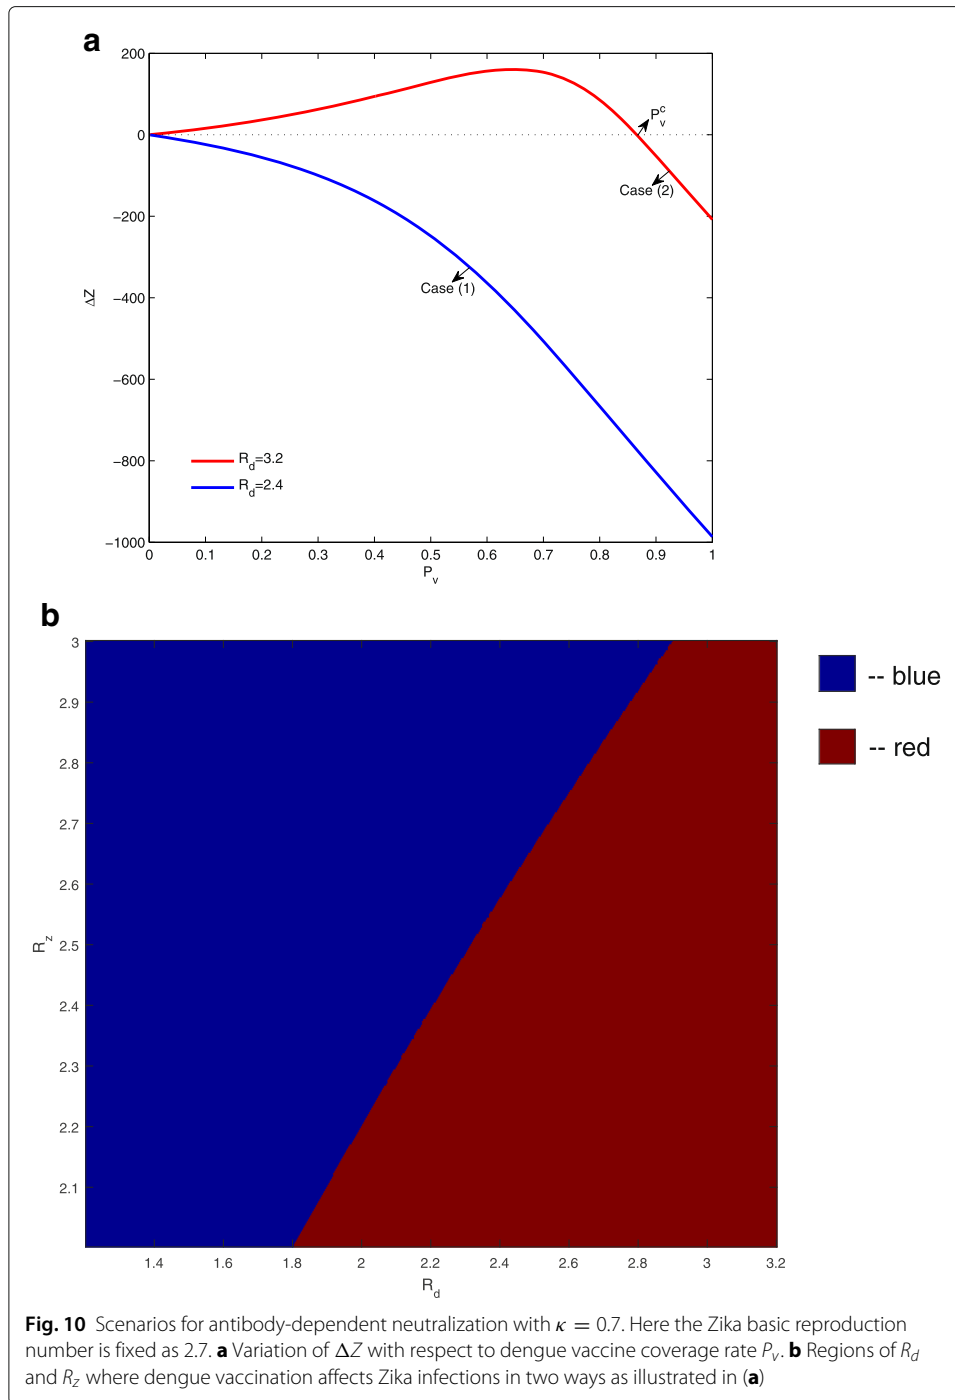 a
200
0
−200
−400
−600
−800
−1000
ΔZ
P_v^c
Case (2)
Case (1)
R_d=3.2
R_d=2.4
0 0.1 0.2 0.3 0.4 0.5 0.6 0.7 0.8 0.9 1
P_v
b
3
2.9
2.8
2.7
2.6
2.5
2.4
2.3
2.2
2.1
R_z
-- blue
-- red
1.4 1.6 1.8 2 2.2 2.4 2.6 2.8 3 3.2
R_d
Fig. 10 Scenarios for antibody-dependent neutralization with κ = 0.7. Here the Zika basic reproduction
number is fixed as 2.7. a Variation of ΔZ with respect to dengue vaccine coverage rate P_v. b Regions of R_d
and R_z where dengue vaccination affects Zika infections in two ways as illustrated in (a)